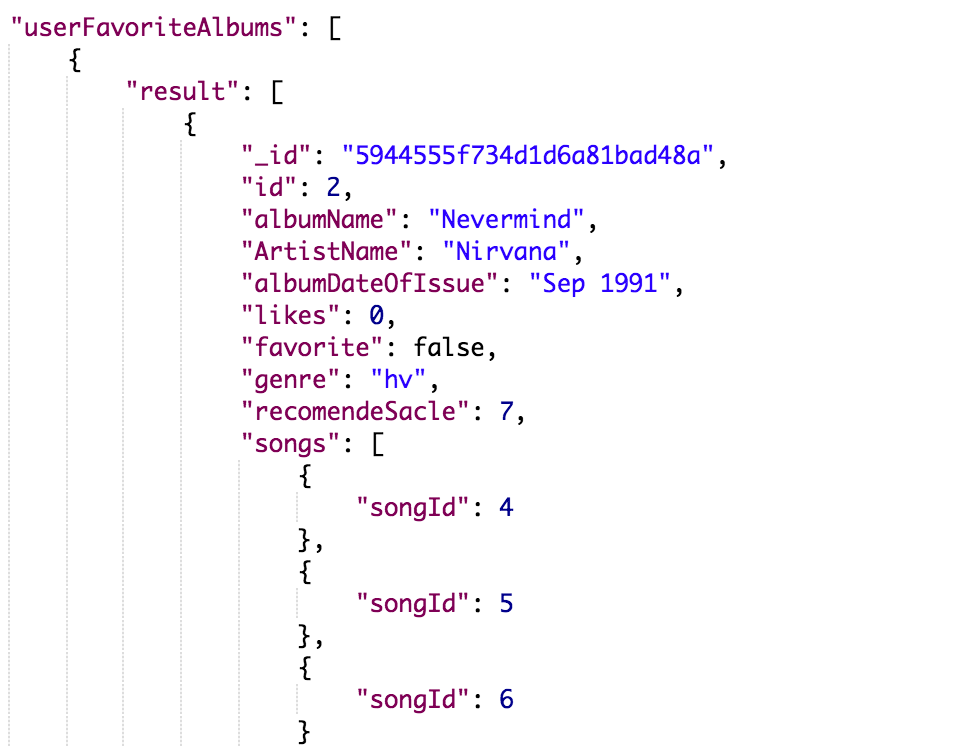 "userFavoriteAlbums": [
{
"result": [
{
"_id": "5944555f734d1d6a81bad48a",
"id": 2,
"albumName": "Nevermind",
"ArtistName": "Nirvana",
"albumDateOfIssue": "Sep 1991",
"likes": 0,
"favorite": false,
"genre": "hv",
"recomendeSacle": 7,
"songs": [
{
"songId": 4
},
{
"songId": 5
},
{
"songId": 6
}